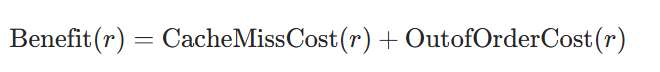 Benefit(r) = CacheMissCost(r) + OutofOrderCost(r)